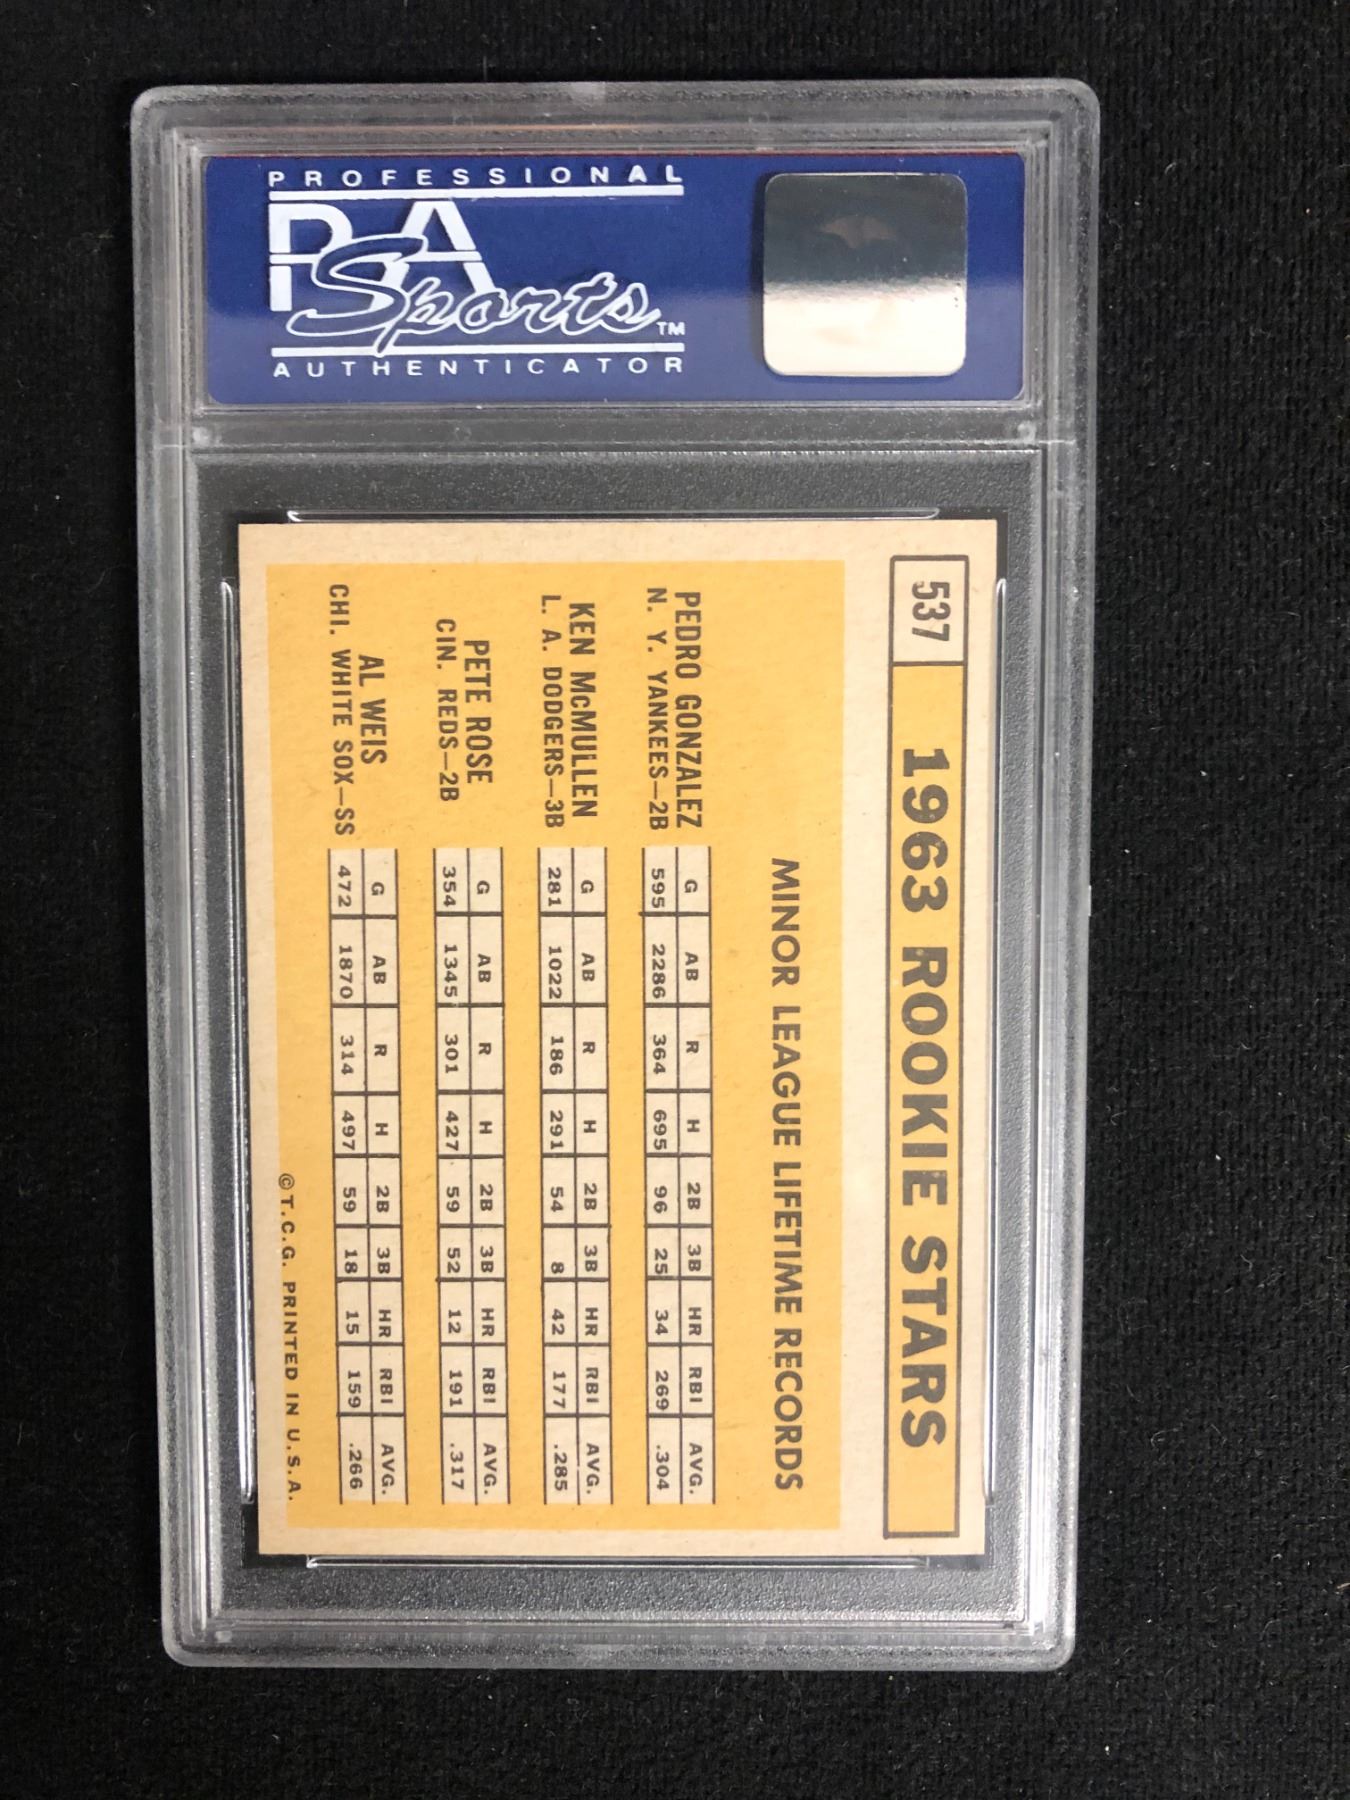 PROFESSIONAL
PSA
Sports™
AUTHENTICATOR
537 1963 ROOKIE STARS
MINOR LEAGUE LIFETIME RECORDS
PEDRO GONZALEZ
N. Y. YANKEES—2B
G AB R H 2B 3B HR RBI AVG.
595 2286 364 695 96 25 34 269 .304
KEN McMULLEN
L. A. DODGERS—3B
G AB R H 2B 3B HR RBI AVG.
281 1022 186 291 54 8 42 177 .285
PETE ROSE
CIN. REDS—2B
G AB R H 2B 3B HR RBI AVG.
354 1345 301 427 59 52 12 191 .317
AL WEIS
CHI. WHITE SOX—SS
G AB R H 2B 3B HR RBI AVG.
472 1870 314 497 59 18 15 159 .266
©T.C.G. PRINTED IN U.S.A.